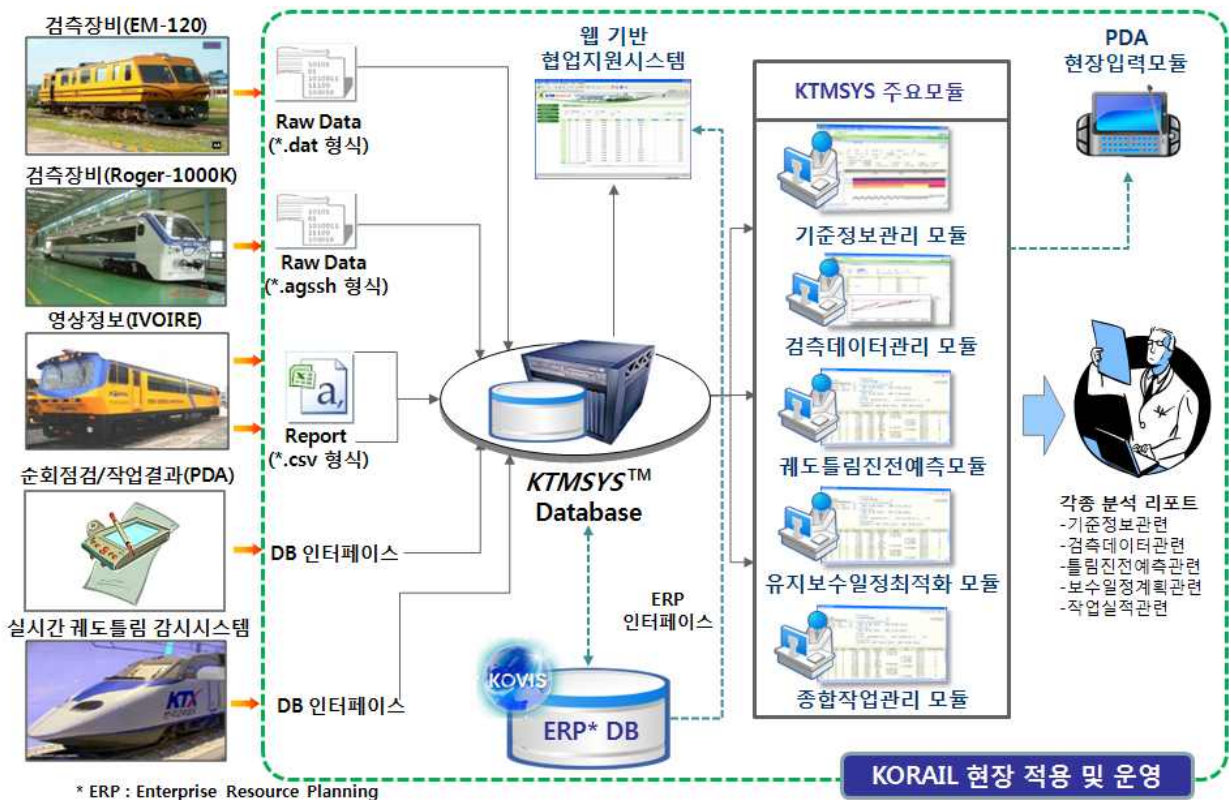 검측장비(EM-120)
Raw Data
(*.dat 형식)
검측장비(Roger-1000K)
Raw Data
(*.agssh 형식)
영상정보(IVOIRE)
Report
(*.csv 형식)
순회점검/작업결과(PDA)
DB 인터페이스
실시간 궤도틀림 감시시스템
KTX
DB 인터페이스
웹 기반
협업지원시스템
KTMSYS™
Database
ERP
인터페이스
KOVIS
ERP* DB
KTMSYS 주요모듈
기준정보관리 모듈
검측데이터관리 모듈
궤도틀림진전예측모듈
유지보수일정최적화 모듈
종합작업관리 모듈
PDA
현장입력모듈
각종 분석 리포트
-기준정보관련
-검측데이터관련
-틀림진전예측관련
-보수일정계획관련
-작업실적관련
KORAIL 현장 적용 및 운영
* ERP : Enterprise Resource Planning